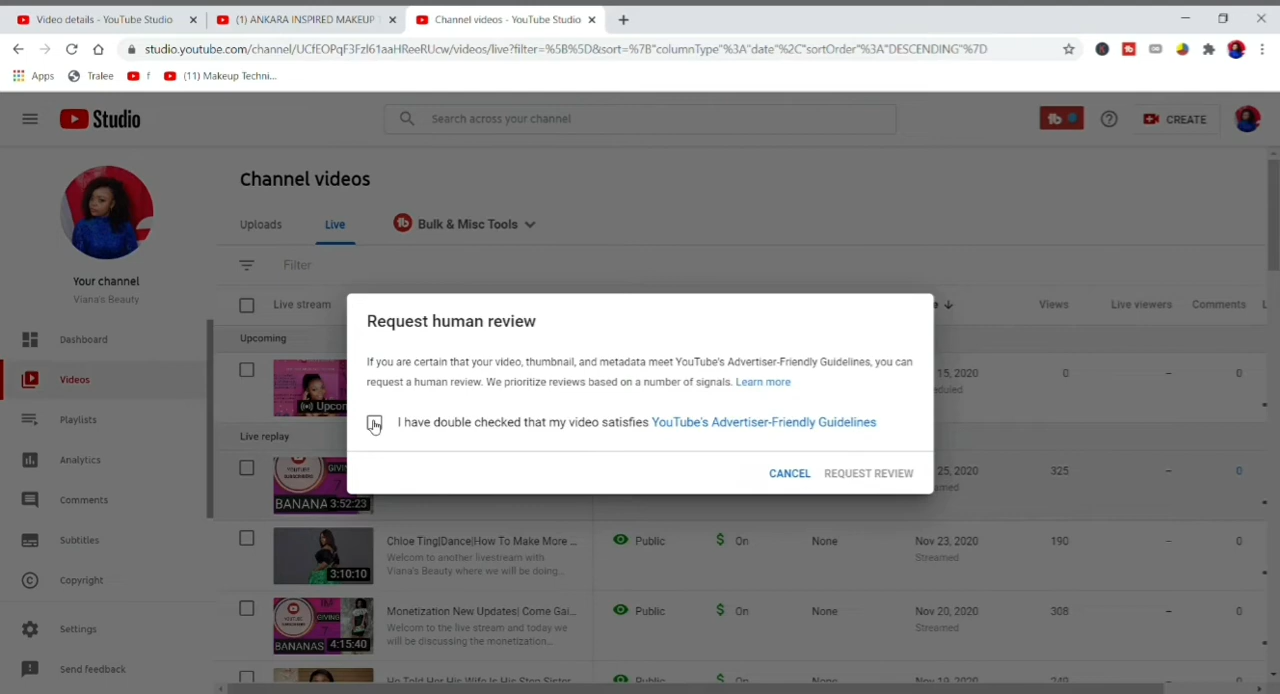 Video details - YouTube Studio
(1) ANKARA INSPIRED MAKEUP
Channel videos - YouTube Studio
studio.youtube.com/channel/UCfEOPqF3FzI61aaHReeRUcw/videos/live?filter=%5B%5D&sort=%7B"columnType"%3A"date"%2C"sortOrder"%3A"DESCENDING"%7D
Apps
Tralee
f
(11) Makeup Techni...
Studio
Search across your channel
CREATE
Channel videos
Uploads
Live
Bulk & Misc Tools
Your channel
Viana's Beauty
Filter
Live stream
Views
Live viewers
Comments
Upcoming
Request human review
If you are certain that your video, thumbnail, and metadata meet YouTube's Advertiser-Friendly Guidelines, you can
request a human review. We prioritize reviews based on a number of signals. Learn more
I have double checked that my video satisfies YouTube's Advertiser-Friendly Guidelines
CANCEL
REQUEST REVIEW
Dashboard
Videos
Playlists
Analytics
Comments
Subtitles
Copyright
Settings
Send feedback
15, 2020
0
–
0
Live replay
BANANA 3:52:23
25, 2020
325
–
0
3:10:10
Chloe Ting|Dance|How To Make More ...
Welcom to another livestream with
Viana's Beauty where we will be doing...
Public
On
None
Nov 23, 2020
Streamed
190
–
0
BANANAS 4:15:40
Monetization New Updates| Come Gai...
Welcom to the live stream and today we
will be discussing the monetization...
Public
On
None
Nov 20, 2020
Streamed
308
–
0